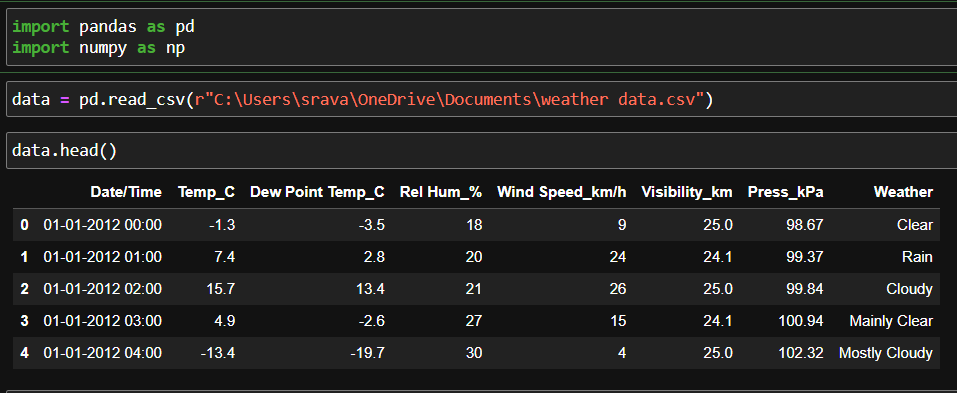 import pandas as pd
import numpy as np
data = pd.read_csv(r"C:\Users\srava\OneDrive\Documents\weather data.csv")
data.head()
Date/Time Temp_C Dew Point Temp_C Rel Hum_% Wind Speed_km/h Visibility_km Press_kPa Weather
0 01-01-2012 00:00 -1.3 -3.5 18 9 25.0 98.67 Clear
1 01-01-2012 01:00 7.4 2.8 20 24 24.1 99.37 Rain
2 01-01-2012 02:00 15.7 13.4 21 26 25.0 99.84 Cloudy
3 01-01-2012 03:00 4.9 -2.6 27 15 24.1 100.94 Mainly Clear
4 01-01-2012 04:00 -13.4 -19.7 30 4 25.0 102.32 Mostly Cloudy